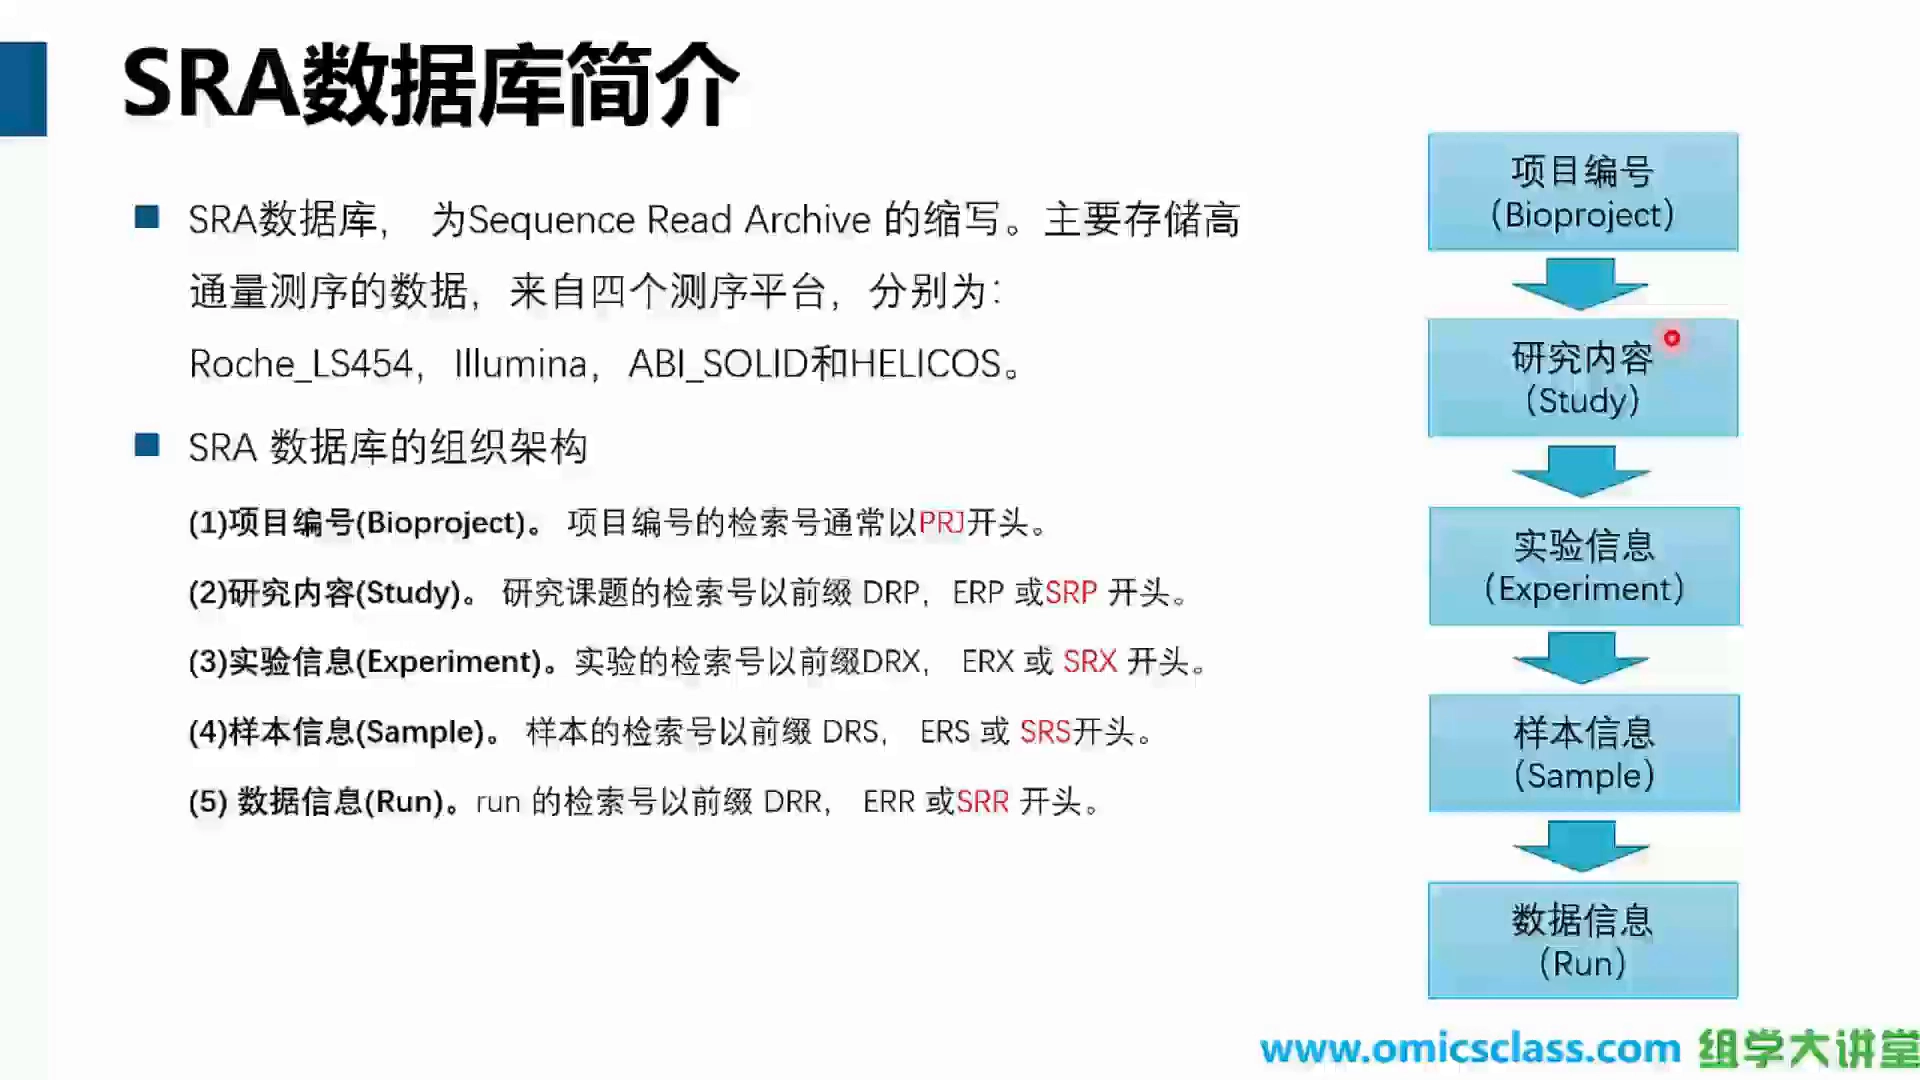 SRA数据库简介
SRA数据库， 为Sequence Read Archive 的缩写。主要存储高
通量测序的数据，来自四个测序平台，分别为：
Roche_LS454，Illumina，ABI_SOLID和HELICOS。
SRA 数据库的组织架构
(1)项目编号(Bioproject)。 项目编号的检索号通常以PRJ开头。
(2)研究内容(Study)。 研究课题的检索号以前缀 DRP，ERP 或SRP 开头。
(3)实验信息(Experiment)。实验的检索号以前缀DRX， ERX 或 SRX 开头。
(4)样本信息(Sample)。 样本的检索号以前缀 DRS， ERS 或 SRS开头。
(5) 数据信息(Run)。run 的检索号以前缀 DRR， ERR 或SRR 开头。
项目编号
（Bioproject）
研究内容
（Study）
实验信息
（Experiment）
样本信息
（Sample）
数据信息
（Run）
www.omicsclass.com 组学大讲堂